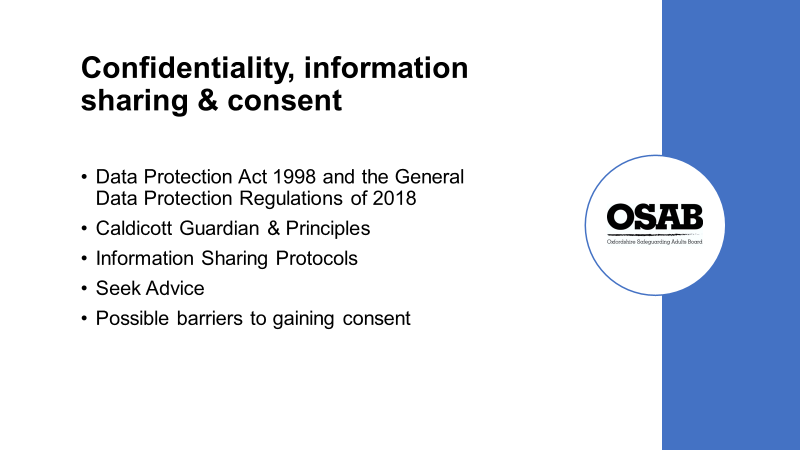 Confidentiality, information
sharing & consent
• Data Protection Act 1998 and the General
Data Protection Regulations of 2018
• Caldicott Guardian & Principles
• Information Sharing Protocols
• Seek Advice
• Possible barriers to gaining consent
OSAB
Oxfordshire Safeguarding Adults Board